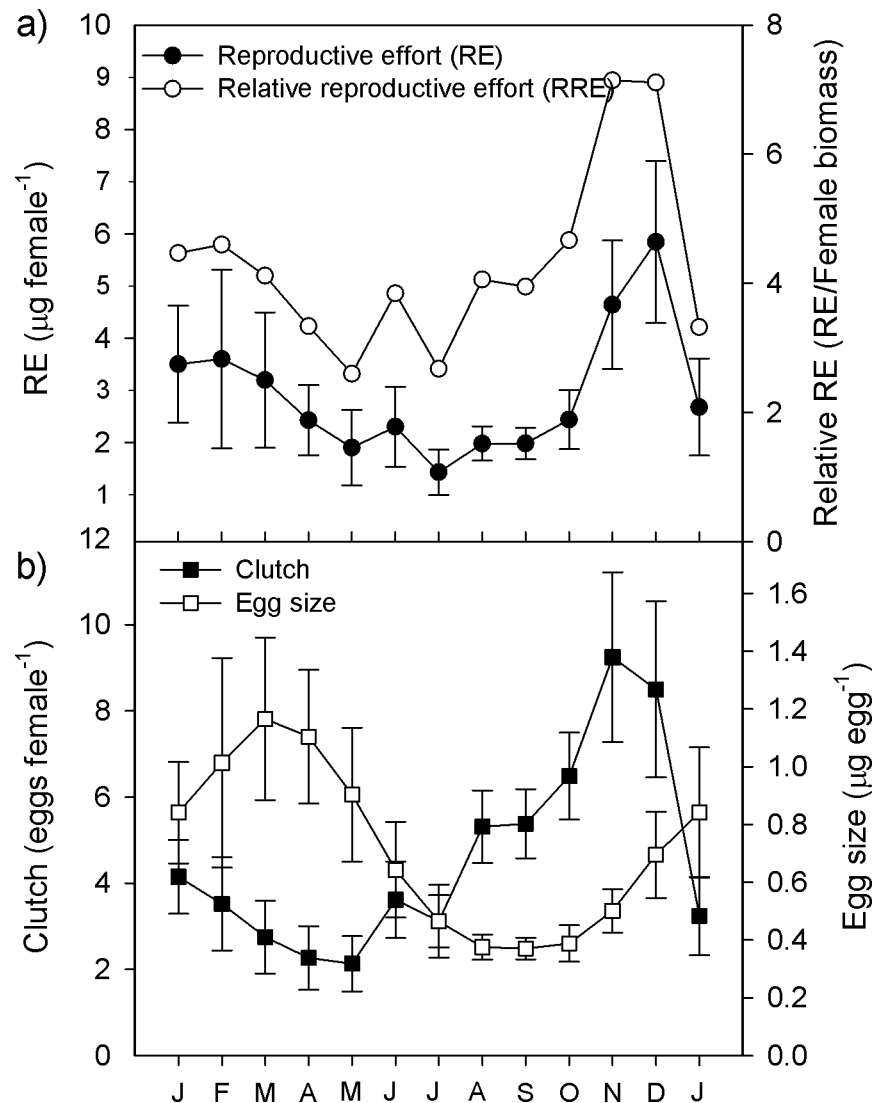 a)
10
9
8
7
6
5
4
3
2
1
RE (µg female⁻¹)
Reproductive effort (RE)
Relative reproductive effort (RRE)
8
6
4
2
0
Relative RE (RE/Female biomass)
b)
12
10
8
6
4
2
0
Clutch (eggs female⁻¹)
Clutch
Egg size
1.6
1.4
1.2
1.0
0.8
0.6
0.4
0.2
0.0
Egg size (µg egg⁻¹)
J F M A M J J A S O N D J